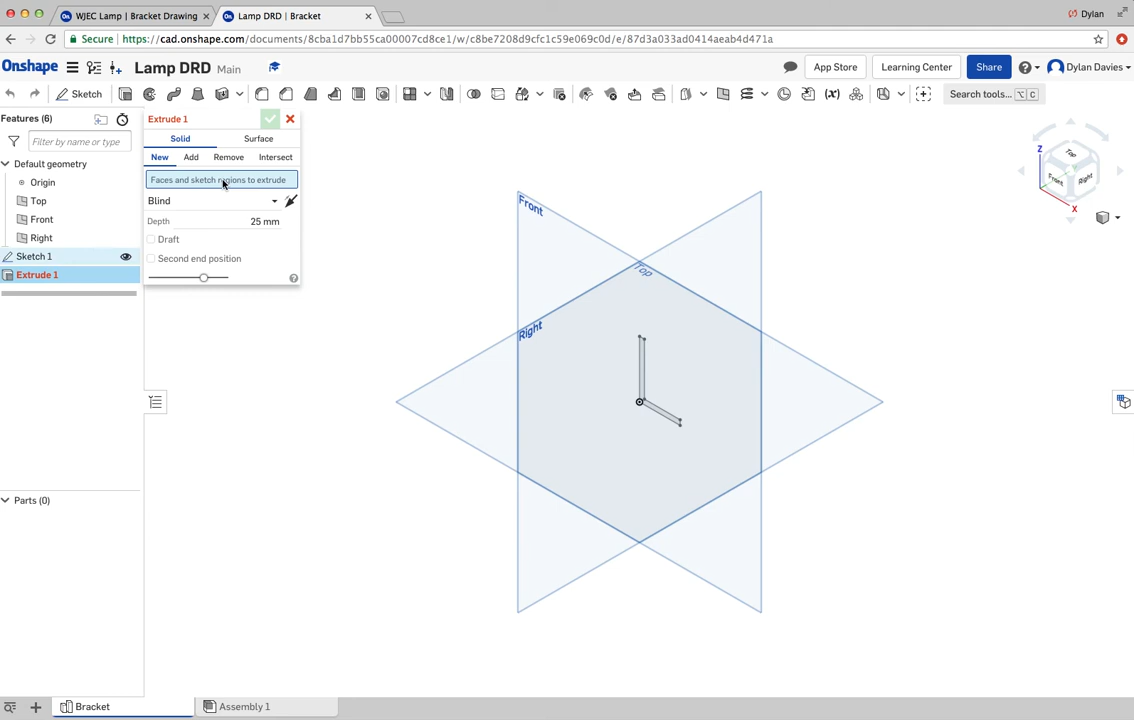 WJEC Lamp | Bracket Drawing
Lamp DRD | Bracket
Dylan
Secure https://cad.onshape.com/documents/8cba1d7bb55ca00007cd8ce1/w/c8be7208d9cfc1c59e069c0d/e/87d3a033ad0414aeab4d471a
Onshape
Lamp DRD Main
App Store
Learning Center
Share
Dylan Davies
Sketch
Search tools... ⌥ C
Features (6)
Filter by name or type
Default geometry
Origin
Top
Front
Right
Sketch 1
Extrude 1
Parts (0)
Extrude 1
Solid Surface
New Add Remove Intersect
Faces and sketch regions to extrude
Blind
Depth 25 mm
Draft
Second end position
Front
Top
Right
Z
Top
Front Right
X
Bracket
Assembly 1